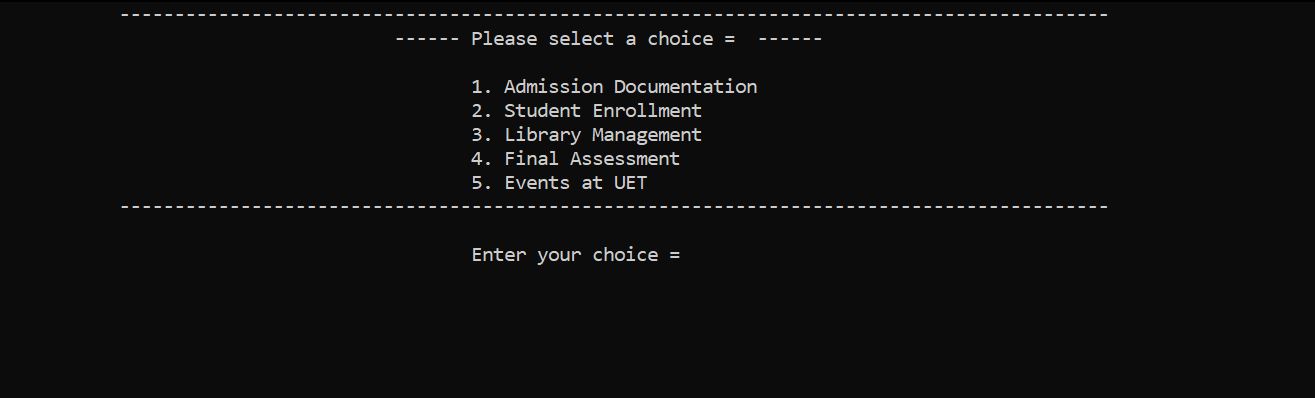 ------------------------------------------------------------------------------------------
------ Please select a choice =  ------
1. Admission Documentation
2. Student Enrollment
3. Library Management
4. Final Assessment
5. Events at UET
------------------------------------------------------------------------------------------
Enter your choice =